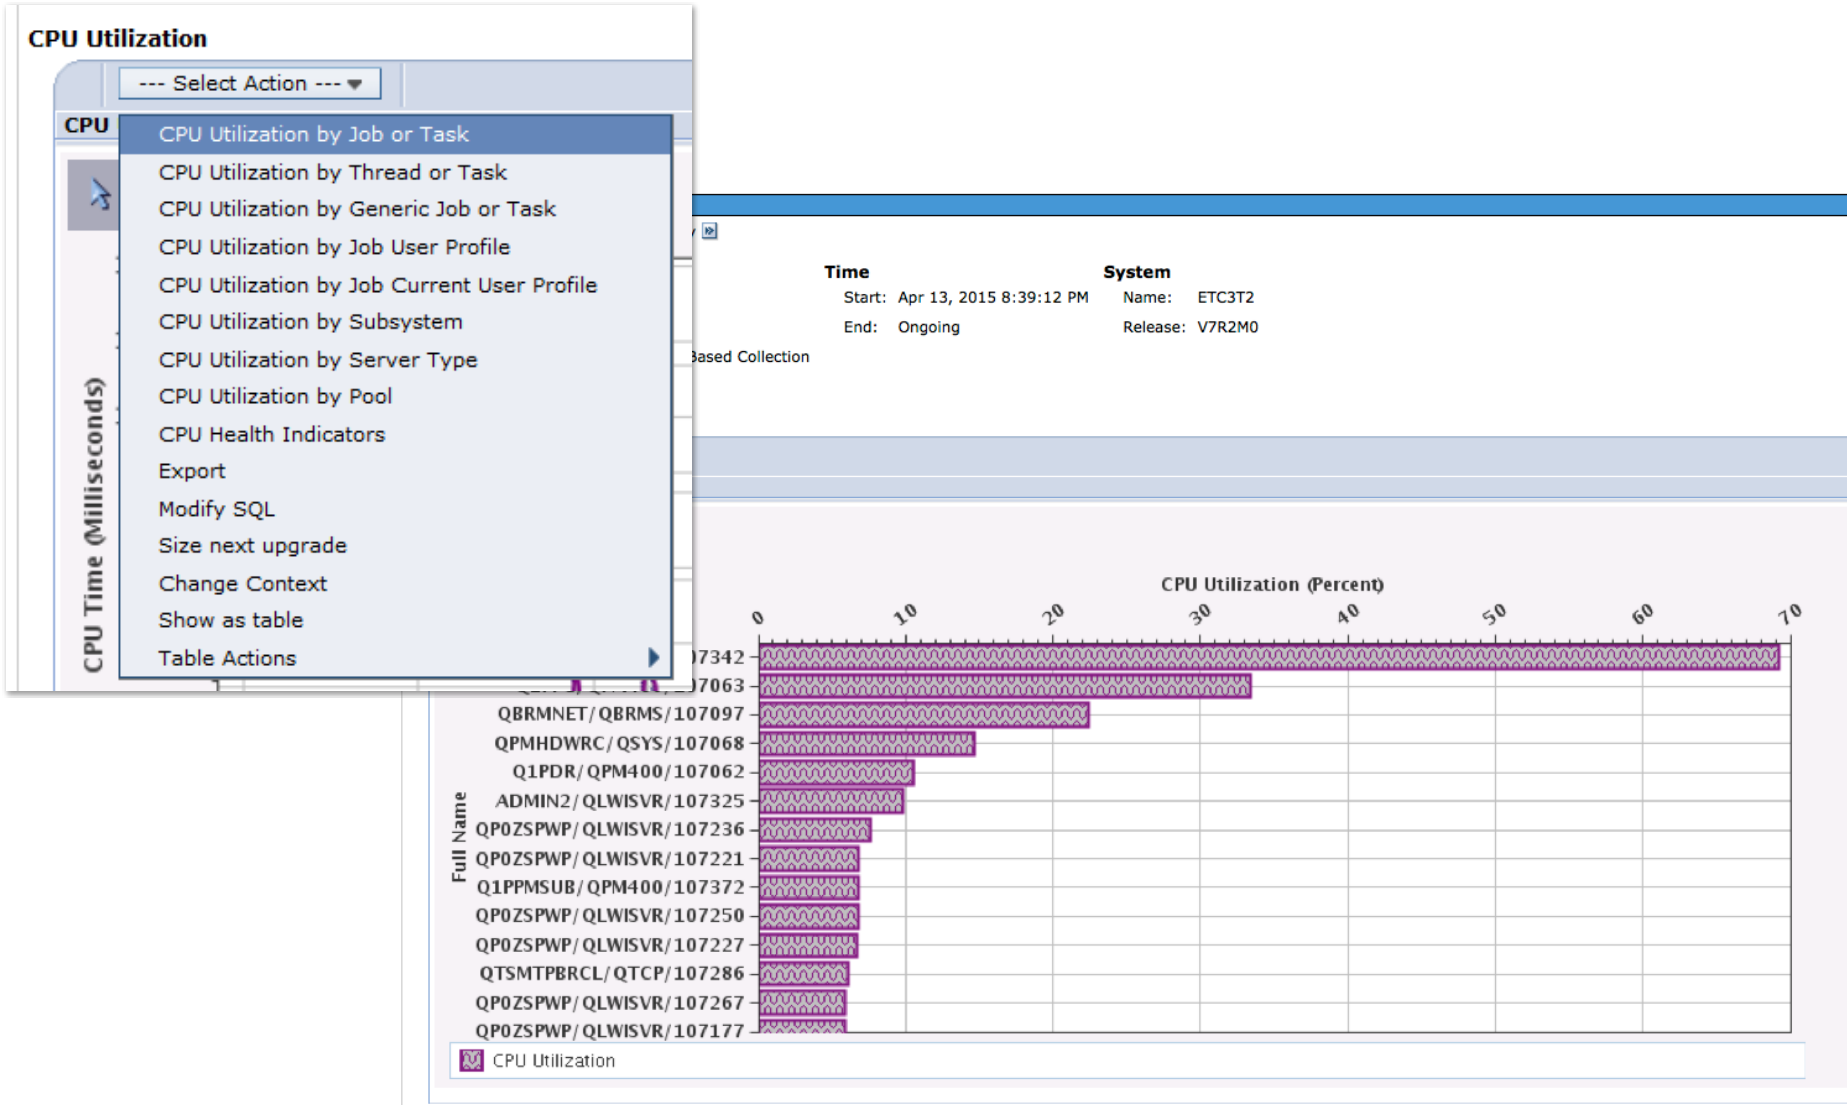 CPU Utilization
--- Select Action ---
CPU
CPU Utilization by Job or Task
CPU Utilization by Thread or Task
CPU Utilization by Generic Job or Task
CPU Utilization by Job User Profile
CPU Utilization by Job Current User Profile
CPU Utilization by Subsystem
CPU Utilization by Server Type
CPU Utilization by Pool
CPU Health Indicators
Export
Modify SQL
Size next upgrade
Change Context
Show as table
Table Actions
CPU Time (Milliseconds)
Time
Start: Apr 13, 2015 8:39:12 PM
End: Ongoing
System
Name: ETC3T2
Release: V7R2M0
Based Collection
CPU Utilization (Percent)
0 10 20 30 40 50 60 70
Full Name
07342
07063
QBRMNET/QBRMS/107097
QPMHDWRC/QSYS/107068
Q1PDR/QPM400/107062
ADMIN2/QLWISVR/107325
QP0ZSPWP/QLWISVR/107236
QP0ZSPWP/QLWISVR/107221
Q1PPMSUB/QPM400/107372
QP0ZSPWP/QLWISVR/107250
QP0ZSPWP/QLWISVR/107227
QTSMTPBRCL/QTCP/107286
QP0ZSPWP/QLWISVR/107267
QP0ZSPWP/QLWISVR/107177
CPU Utilization